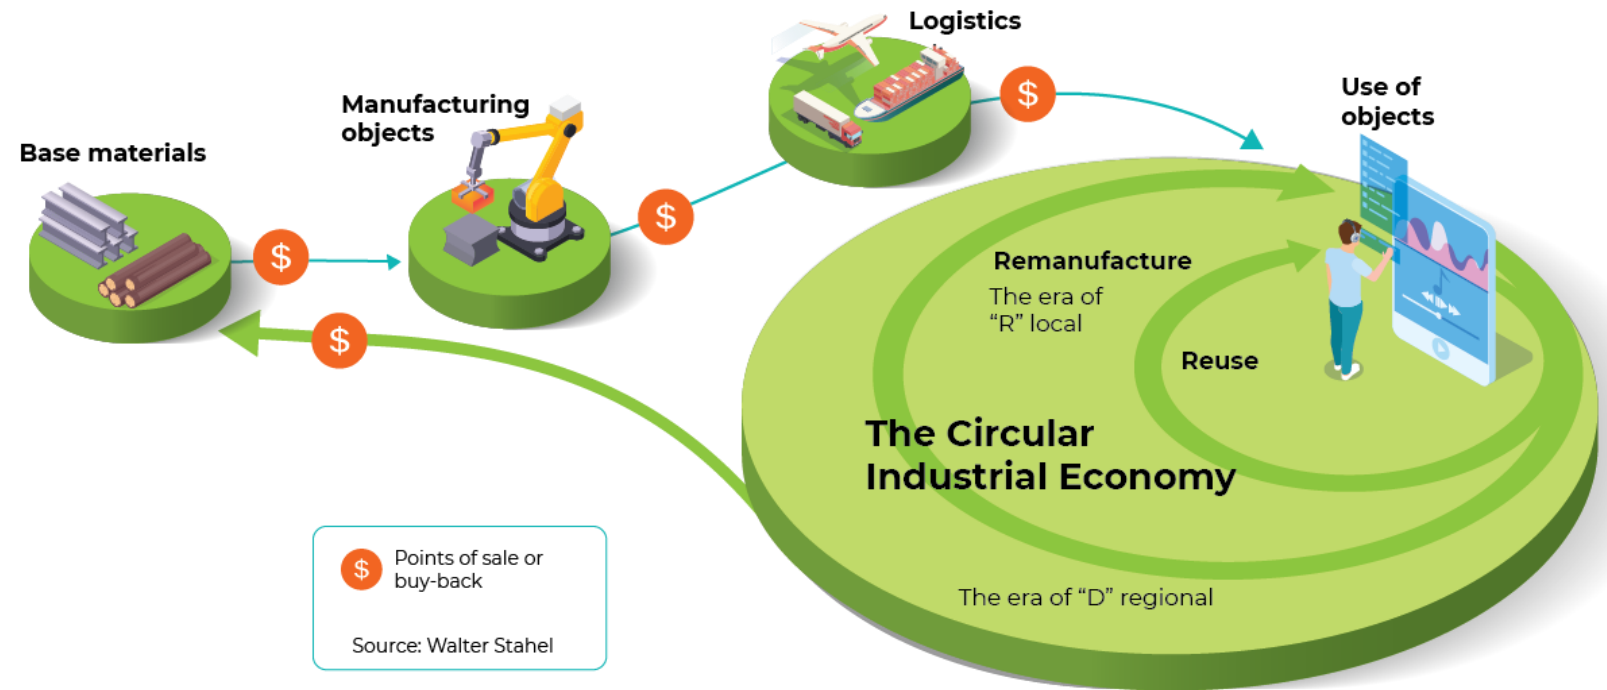 Logistics
$
Use of
objects
Manufacturing
objects
Base materials
$
$
Remanufacture
The era of
“R” local
$
Reuse
The Circular
Industrial Economy
$
Points of sale or
buy-back
The era of “D” regional
Source: Walter Stahel